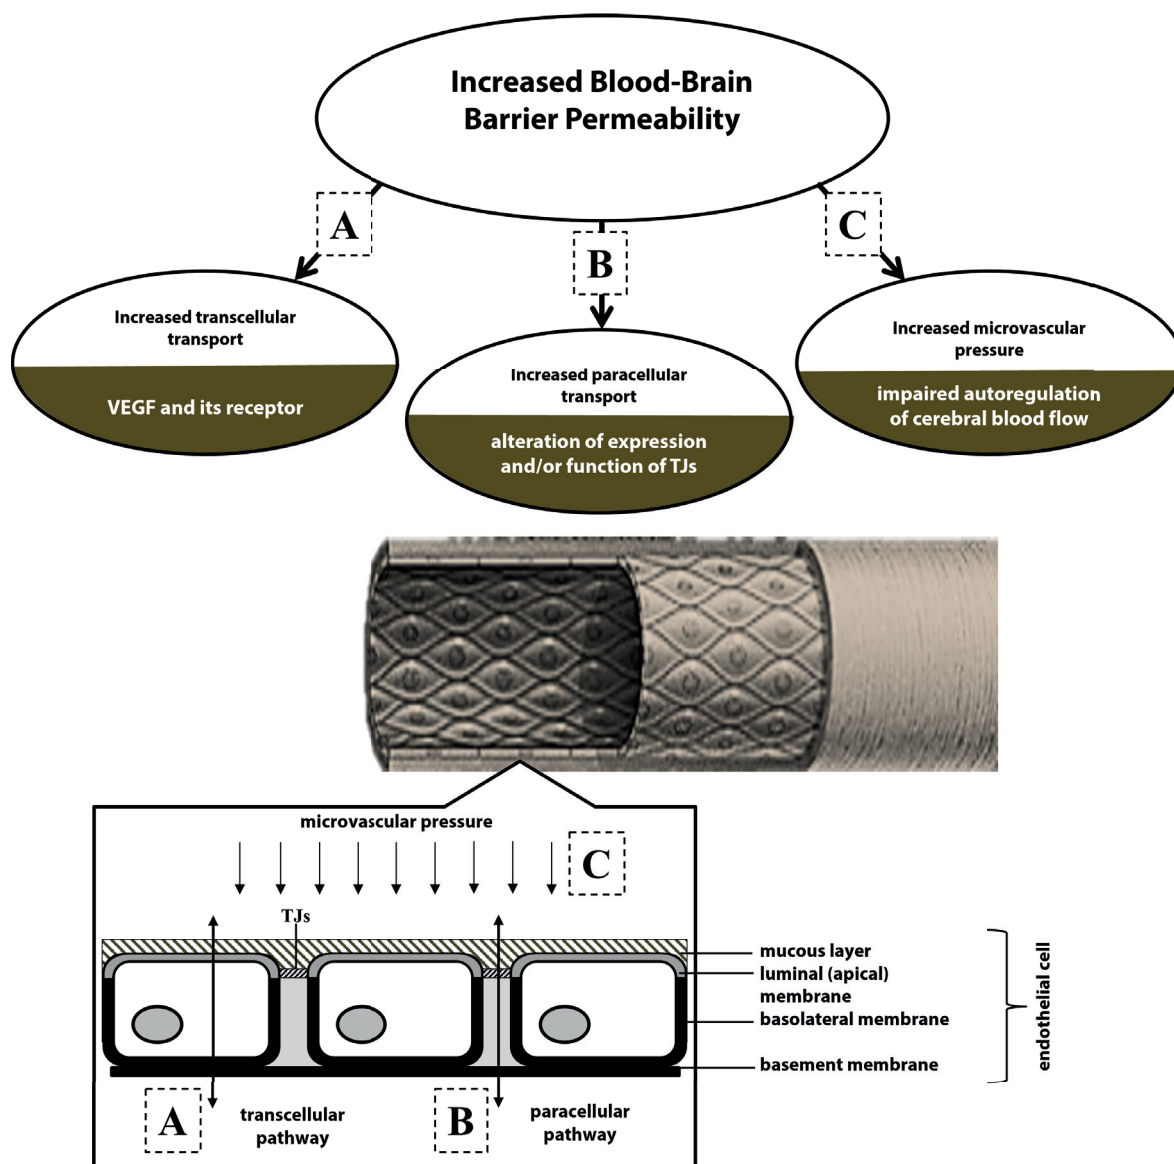 Increased Blood-Brain
Barrier Permeability
A
B
C
Increased transcellular
transport
VEGF and its receptor
Increased paracellular
transport
alteration of expression
and/or function of TJs
Increased microvascular
pressure
impaired autoregulation
of cerebral blood flow
microvascular pressure
C
TJs
mucous layer
luminal (apical)
membrane
basolateral membrane
basement membrane
endothelial cell
A
transcellular
pathway
B
paracellular
pathway